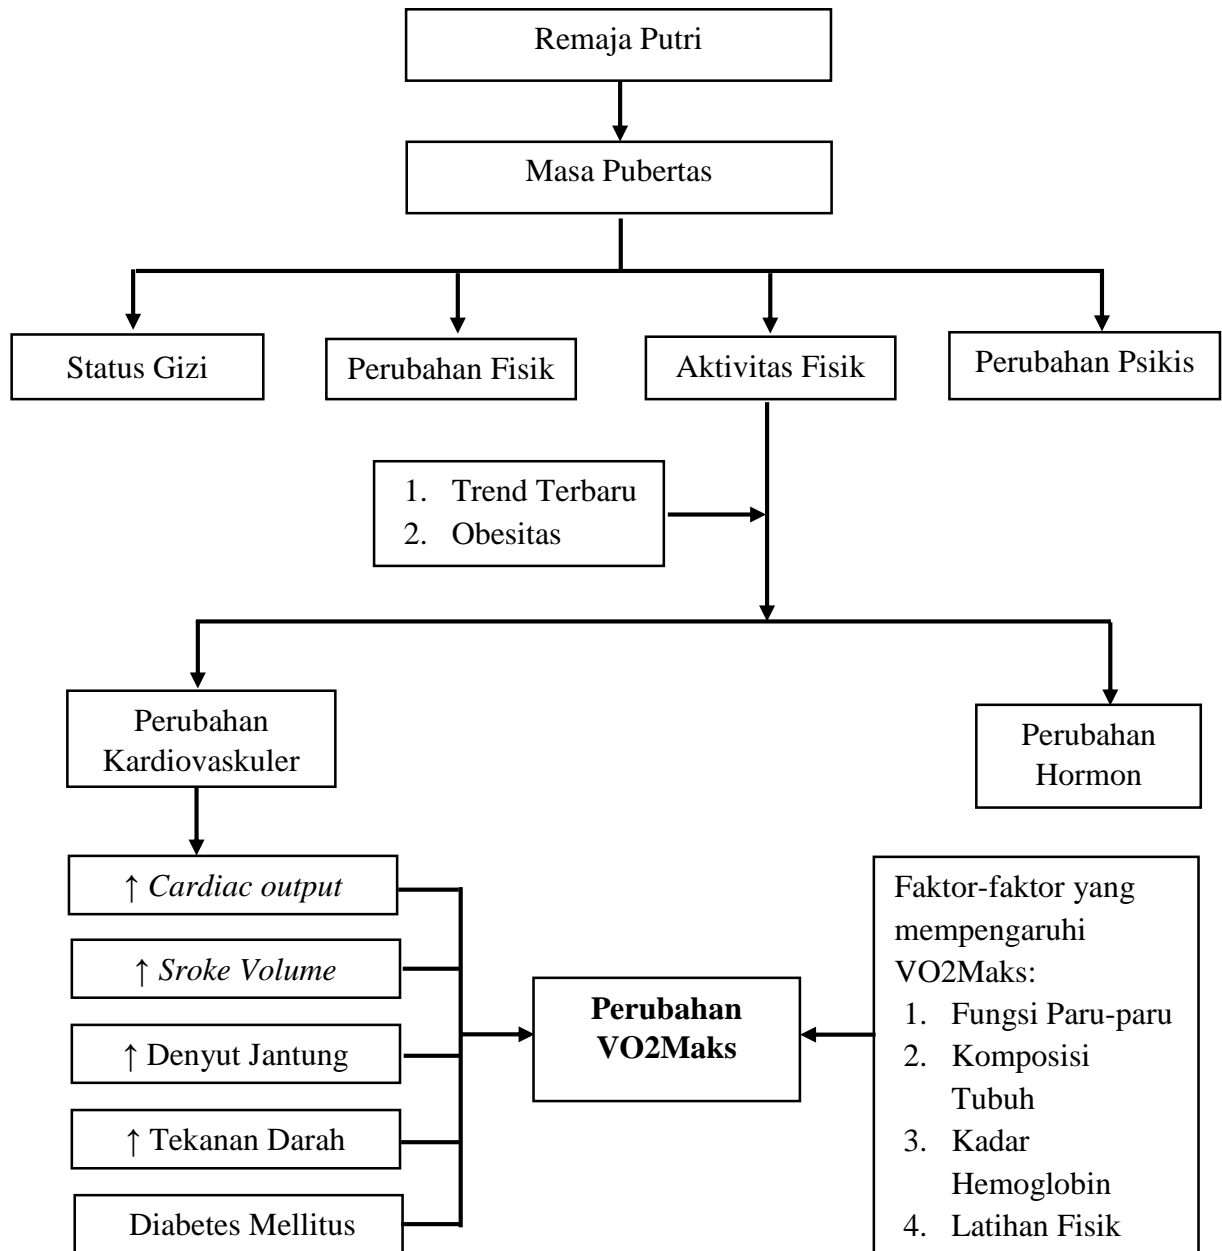 Remaja Putri
Masa Pubertas
Status Gizi
Perubahan Fisik
Aktivitas Fisik
Perubahan Psikis
1. Trend Terbaru
2. Obesitas
Perubahan
Kardiovaskuler
Perubahan
Hormon
↑ Cardiac output
↑ Sroke Volume
↑ Denyut Jantung
↑ Tekanan Darah
Diabetes Mellitus
Perubahan
VO2Maks
Faktor-faktor yang
mempengaruhi
VO2Maks:
1. Fungsi Paru-paru
2. Komposisi
Tubuh
3. Kadar
Hemoglobin
4. Latihan Fisik